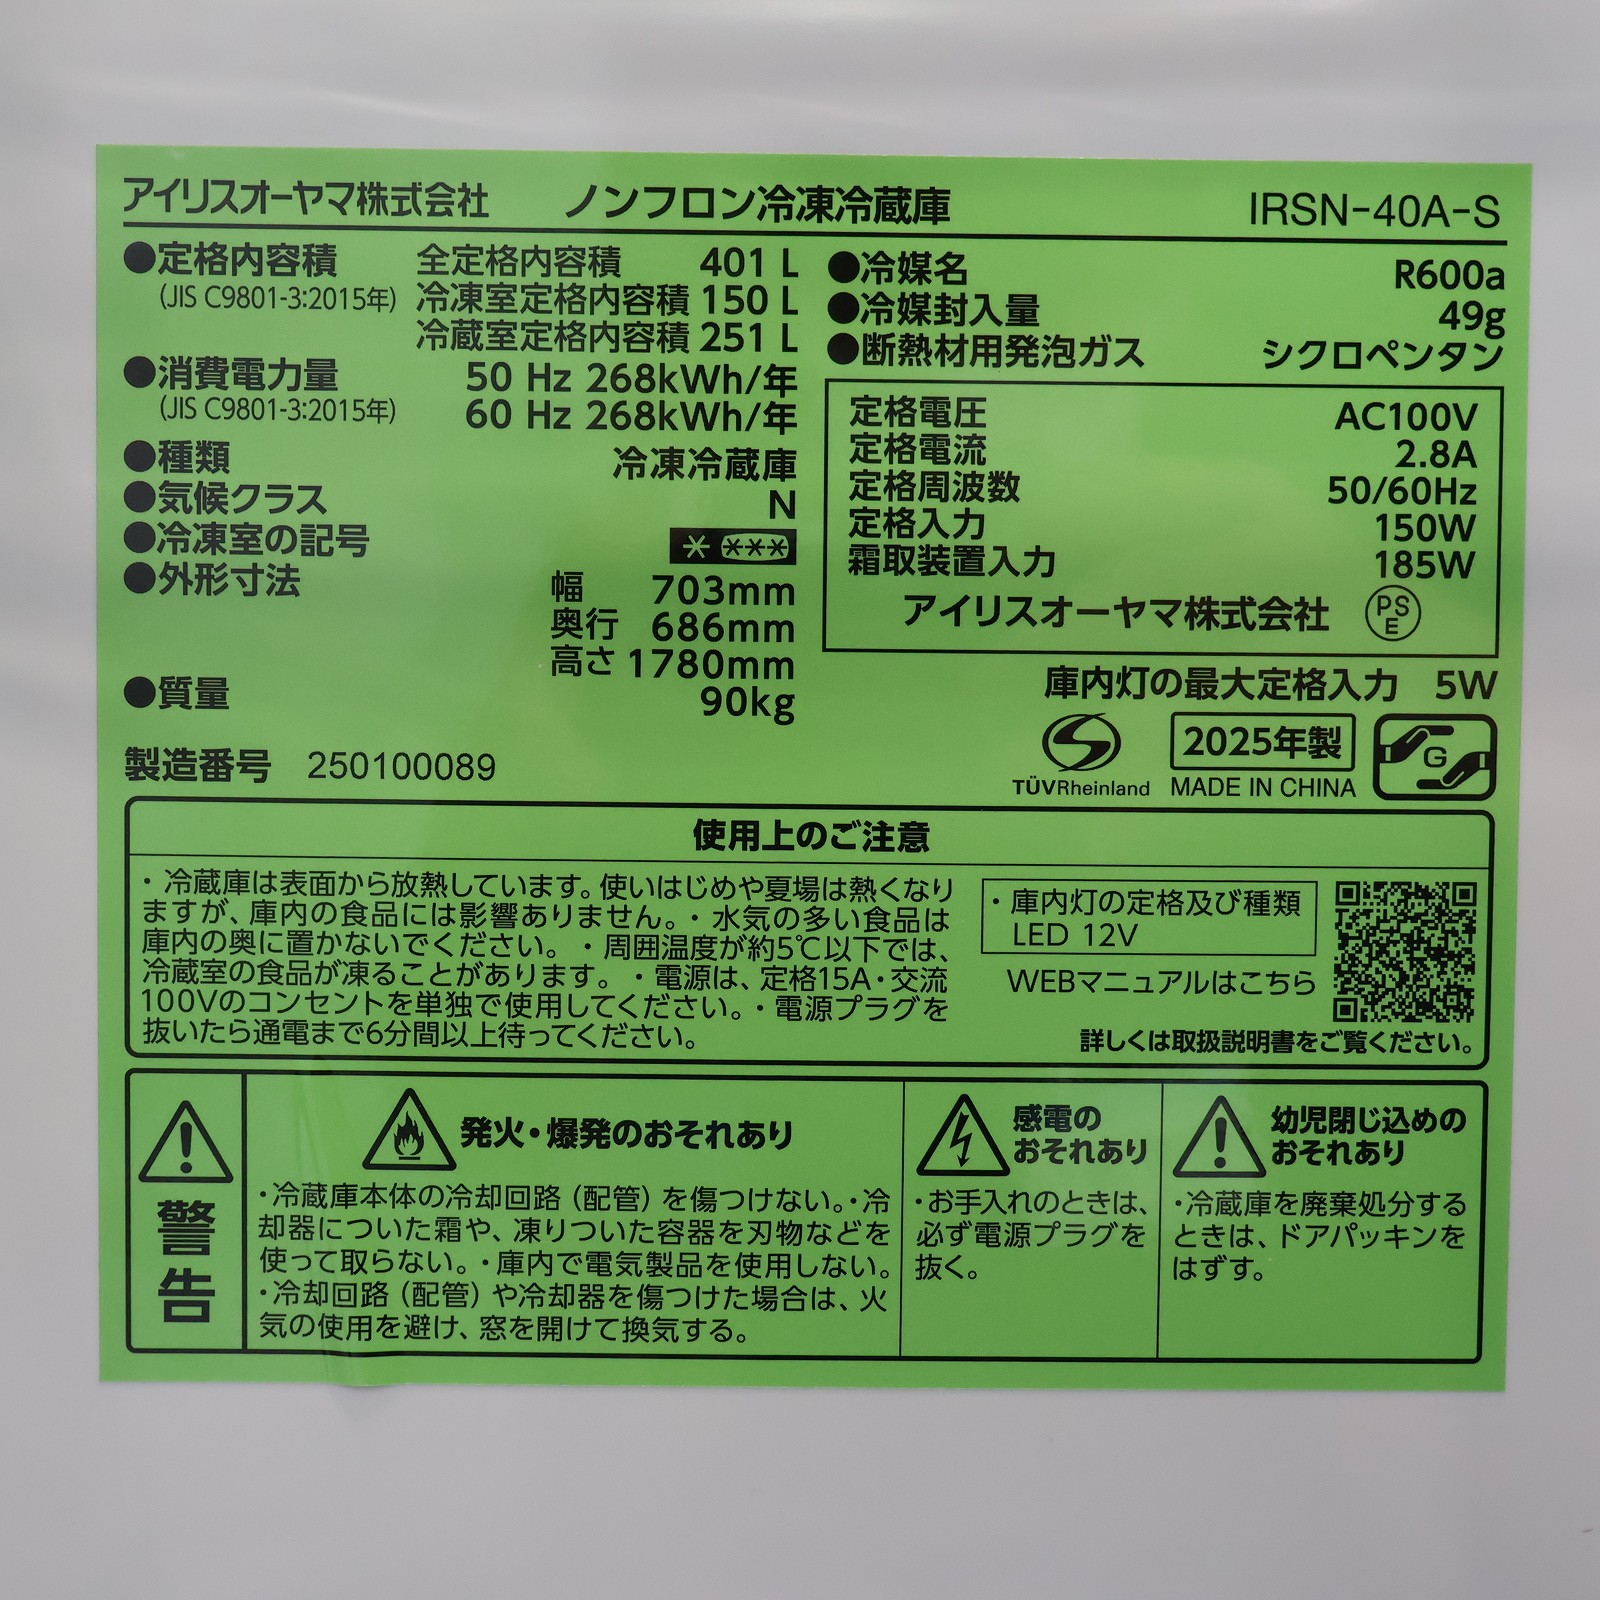 アイリスオーヤマ株式会社 ノンフロン冷凍冷蔵庫 IRSN-40A-S
●定格内容積 全定格内容積 401 L
(JIS C9801-3:2015年) 冷凍室定格内容積 150 L
冷蔵室定格内容積 251 L
●消費電力量 50 Hz 268kWh/年
(JIS C9801-3:2015年) 60 Hz 268kWh/年
●種類 冷凍冷蔵庫
●気候クラス N
●冷凍室の記号 * ***
●外形寸法 幅 703mm
奥行 686mm
高さ 1780mm
●質量 90kg
製造番号 250100089
●冷媒名 R600a
●冷媒封入量 49g
●断熱材用発泡ガス シクロペンタン
定格電圧 AC100V
定格電流 2.8A
定格周波数 50/60Hz
定格入力 150W
霜取装置入力 185W
アイリスオーヤマ株式会社 PSE
庫内灯の最大定格入力 5W
TÜVRheinland
2025年製
MADE IN CHINA
G
使用上のご注意
・冷蔵庫は表面から放熱しています。使いはじめや夏場は熱くなり
ますが、庫内の食品には影響ありません。・水気の多い食品は
庫内の奥に置かないでください。・周囲温度が約5℃以下では、
冷蔵室の食品が凍ることがあります。・電源は、定格15A・交流
100Vのコンセントを単独で使用してください。・電源プラグを
抜いたら通電まで6分間以上待ってください。
・庫内灯の定格及び種類
LED 12V
WEBマニュアルはこちら
詳しくは取扱説明書をご覧ください。
警告
発火・爆発のおそれあり
・冷蔵庫本体の冷却回路（配管）を傷つけない。・冷
却器についた霜や、凍りついた容器を刃物などを
使って取らない。・庫内で電気製品を使用しない。
・冷却回路（配管）や冷却器を傷つけた場合は、火
気の使用を避け、窓を開けて換気する。
感電の
おそれあり
・お手入れのときは、
必ず電源プラグを
抜く。
幼児閉じ込めの
おそれあり
・冷蔵庫を廃棄処分する
ときは、ドアパッキンを
はずす。